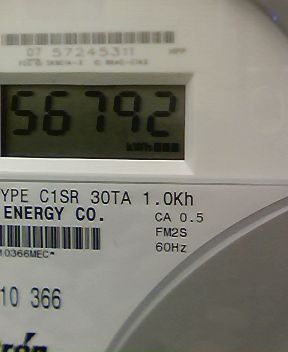 07 57245311
56792
kWh
YPE C1SR 30TA 1.0Kh
ENERGY CO.
CA 0.5
FM2S
60Hz
10366MEC*
10 366
trón